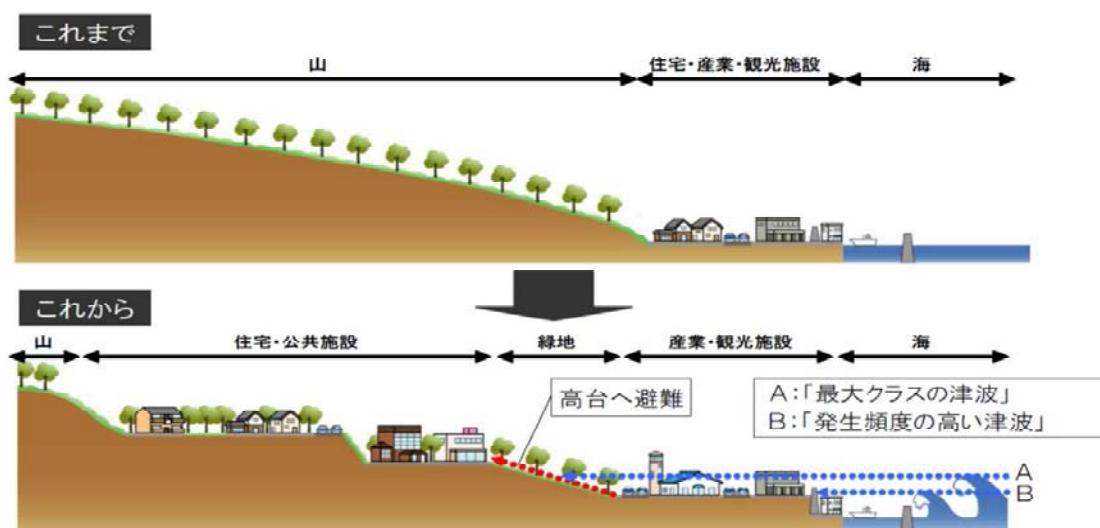 これまで
山
住宅・産業・観光施設
海
これから
山
住宅・公共施設
緑地
産業・観光施設
海
高台へ避難
A:「最大クラスの津波」
B:「発生頻度の高い津波」
A
B